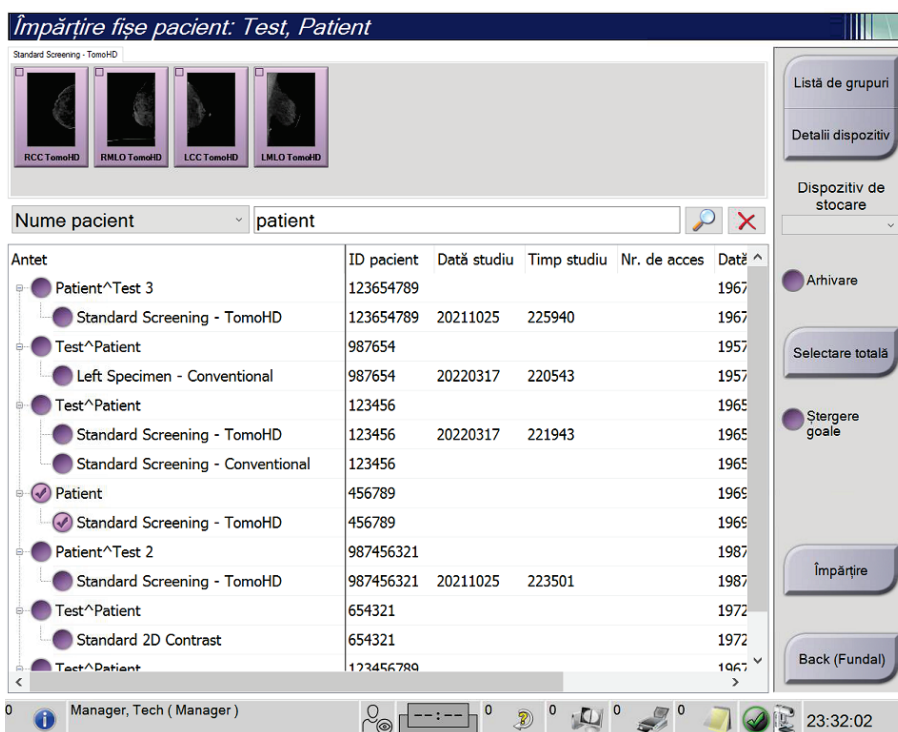 Împărțire fișe pacient: Test, Patient
Standard Screening - TomoHD
RCC TomoHD RMLO TomoHD LCC TomoHD LMLO TomoHD
Nume pacient patient
Antet ID pacient Dată studiu Timp studiu Nr. de acces Dată
Patient^Test 3 123654789 1967
Standard Screening - TomoHD 123654789 20211025 225940 1967
Test^Patient 987654 1957
Left Specimen - Conventional 987654 20220317 220543 1957
Test^Patient 123456 1965
Standard Screening - TomoHD 123456 20220317 221943 1965
Standard Screening - Conventional 123456 1965
Patient 456789 1969
Standard Screening - TomoHD 456789 1969
Patient^Test 2 987456321 1987
Standard Screening - TomoHD 987456321 20211025 223501 1987
Test^Patient 654321 1972
Standard 2D Contrast 654321 1972
Test^Patient 123456789 1967
Listă de grupuri
Detalii dispozitiv
Dispozitiv de
stocare
Arhivare
Selectare totală
Ștergere
goale
Împărțire
Back (Fundal)
0 Manager, Tech ( Manager ) --:-- 0 0 0 0 23:32:02